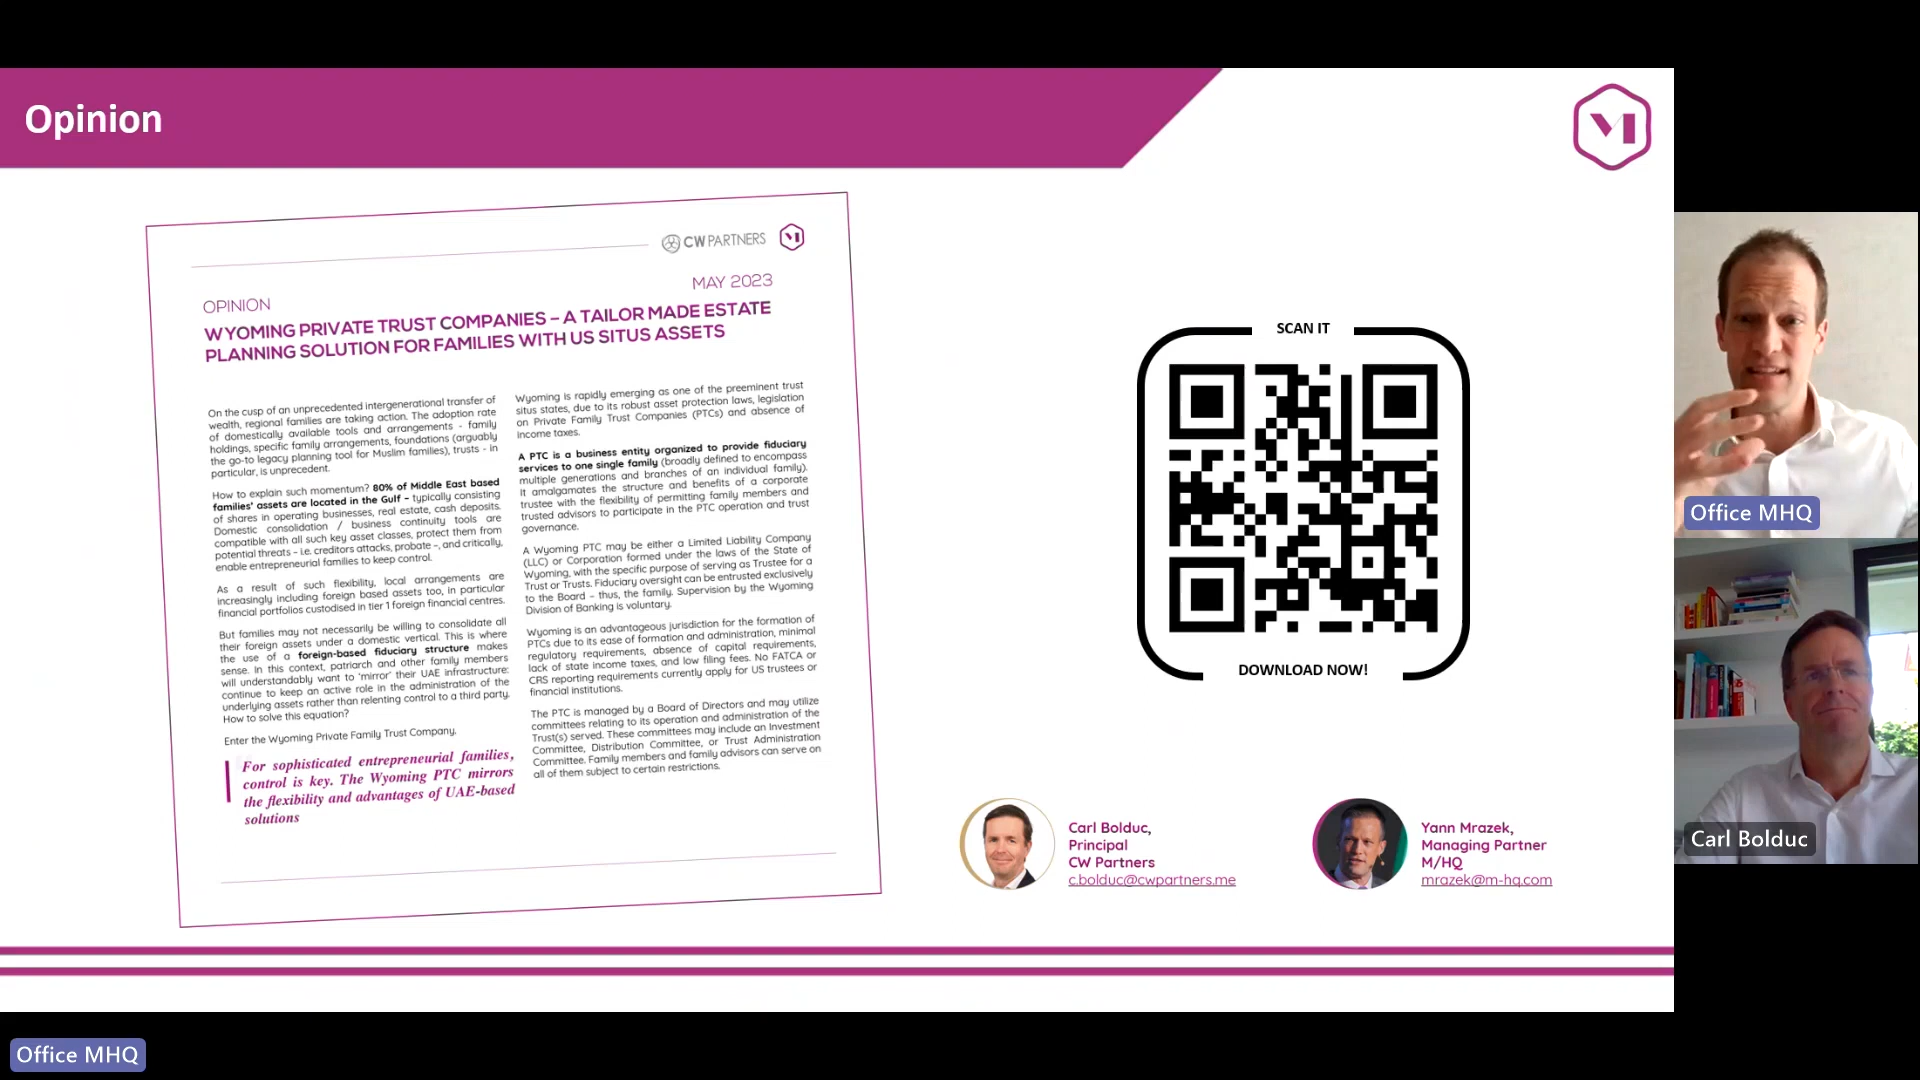 Opinion
CW PARTNERS
MAY 2023
OPINION
WYOMING PRIVATE TRUST COMPANIES – A TAILOR MADE ESTATE
PLANNING SOLUTION FOR FAMILIES WITH US SITUS ASSETS
On the cusp of an unprecedented intergenerational transfer of
wealth, regional families are taking action. The adoption rate
of domestically available tools and arrangements - family
holdings, specific family arrangements, foundations (arguably
the go-to legacy planning tool for Muslim families), trusts - in
particular, is unprecedent.
How to explain such momentum? 80% of Middle East based
families' assets are located in the Gulf – typically consisting
of shares in operating businesses, real estate, cash deposits.
Domestic consolidation / business continuity tools are
compatible with all such key asset classes, protect them from
potential threats – i.e. creditors attacks, probate –, and critically,
enable entrepreneurial families to keep control.
As a result of such flexibility, local arrangements are
increasingly including foreign based assets too, in particular
financial portfolios custodised in tier 1 foreign financial centres.
But families may not necessarily be willing to consolidate all
their foreign assets under a domestic vertical. This is where
the use of a foreign-based fiduciary structure makes
sense. In this context, patriarch and other family members
will understandably want to 'mirror' their UAE infrastructure:
continue to keep an active role in the administration of the
underlying assets rather than relenting control to a third party.
How to solve this equation?
Enter the Wyoming Private Family Trust Company.
For sophisticated entrepreneurial families,
control is key. The Wyoming PTC mirrors
the flexibility and advantages of UAE-based
solutions
Wyoming is rapidly emerging as one of the preeminent trust
situs states, due to its robust asset protection laws, legislation
on Private Family Trust Companies (PTCs) and absence of
income taxes.
A PTC is a business entity organized to provide fiduciary
services to one single family (broadly defined to encompass
multiple generations and branches of an individual family).
It amalgamates the structure and benefits of a corporate
trustee with the flexibility of permitting family members and
trusted advisors to participate in the PTC operation and trust
governance.
A Wyoming PTC may be either a Limited Liability Company
(LLC) or Corporation formed under the laws of the State of
Wyoming, with the specific purpose of serving as Trustee for a
Trust or Trusts. Fiduciary oversight can be entrusted exclusively
to the Board – thus, the family. Supervision by the Wyoming
Division of Banking is voluntary.
Wyoming is an advantageous jurisdiction for the formation of
PTCs due to its ease of formation and administration, minimal
regulatory requirements, absence of capital requirements,
lack of state income taxes, and low filing fees. No FATCA or
CRS reporting requirements currently apply for US trustees or
financial institutions.
The PTC is managed by a Board of Directors and may utilize
committees relating to its operation and administration of the
Trust(s) served. These committees may include an Investment
Committee, Distribution Committee, or Trust Administration
Committee. Family members and family advisors can serve on
all of them subject to certain restrictions.
SCAN IT
DOWNLOAD NOW!
Carl Bolduc,
Principal
CW Partners
c.bolduc@cwpartners.me
Yann Mrazek,
Managing Partner
M/HQ
mrazek@m-hq.com
Office MHQ
Carl Bolduc
Office MHQ